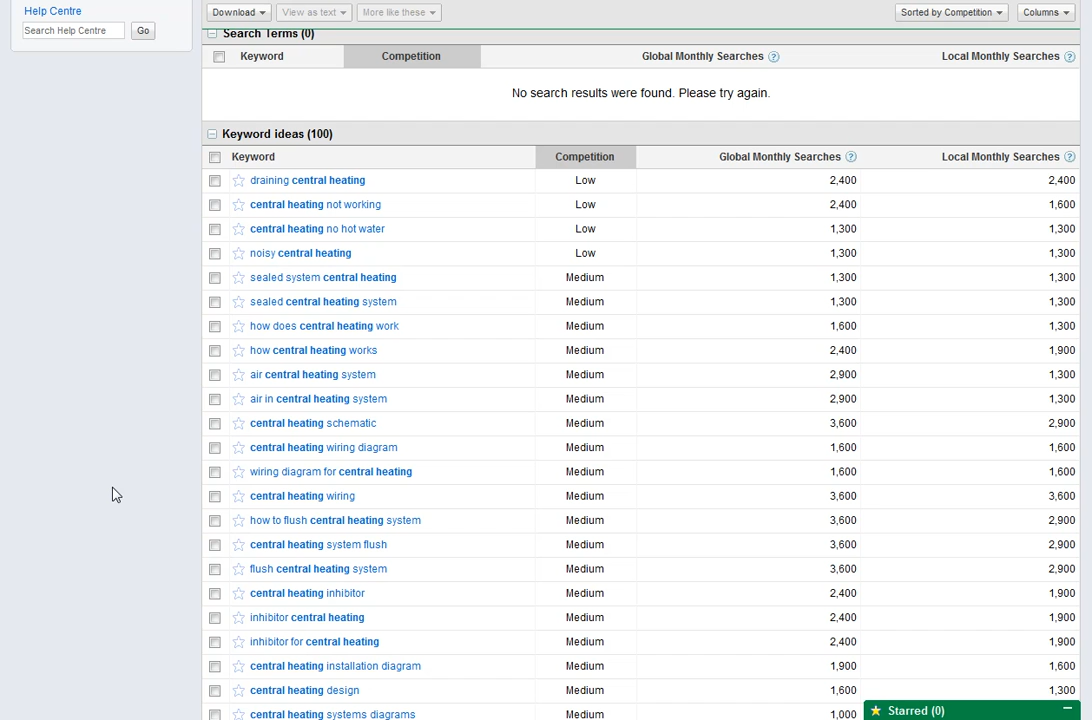 Help Centre
Search Help Centre Go
Download View as text More like these Sorted by Competition Columns
Search Terms (0)
Keyword Competition Global Monthly Searches ? Local Monthly Searches ?
No search results were found. Please try again.
Keyword ideas (100)
Keyword Competition Global Monthly Searches ? Local Monthly Searches ?
draining central heating Low 2,400 2,400
central heating not working Low 2,400 1,600
central heating no hot water Low 1,300 1,300
noisy central heating Low 1,300 1,300
sealed system central heating Medium 1,300 1,300
sealed central heating system Medium 1,300 1,300
how does central heating work Medium 1,600 1,300
how central heating works Medium 2,400 1,900
air central heating system Medium 2,900 1,300
air in central heating system Medium 2,900 1,300
central heating schematic Medium 3,600 2,900
central heating wiring diagram Medium 1,600 1,600
wiring diagram for central heating Medium 1,600 1,600
central heating wiring Medium 3,600 3,600
how to flush central heating system Medium 3,600 2,900
central heating system flush Medium 3,600 2,900
flush central heating system Medium 3,600 2,900
central heating inhibitor Medium 2,400 1,900
inhibitor central heating Medium 2,400 1,900
inhibitor for central heating Medium 2,400 1,900
central heating installation diagram Medium 1,900 1,600
central heating design Medium 1,600 1,300
central heating systems diagrams Medium 1,000
Starred (0)